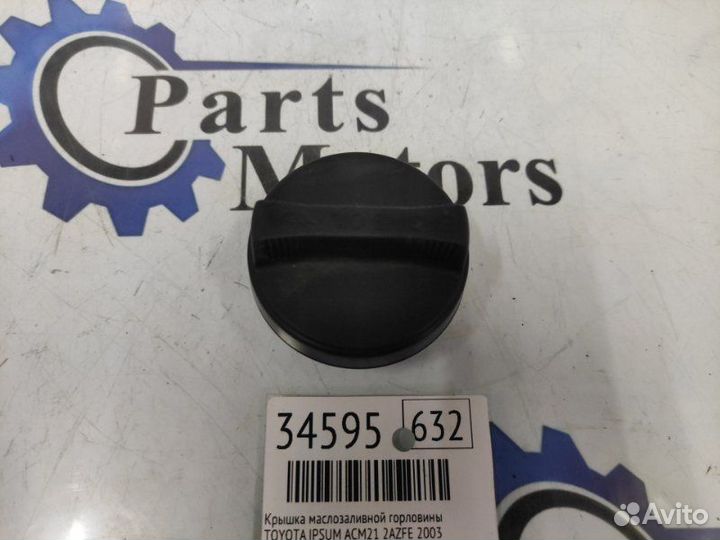 Parts
Motors
34595 632
Крышка маслозаливной горловины
TOYOTA IPSUM ACM21 2AZFE 2003
Avito